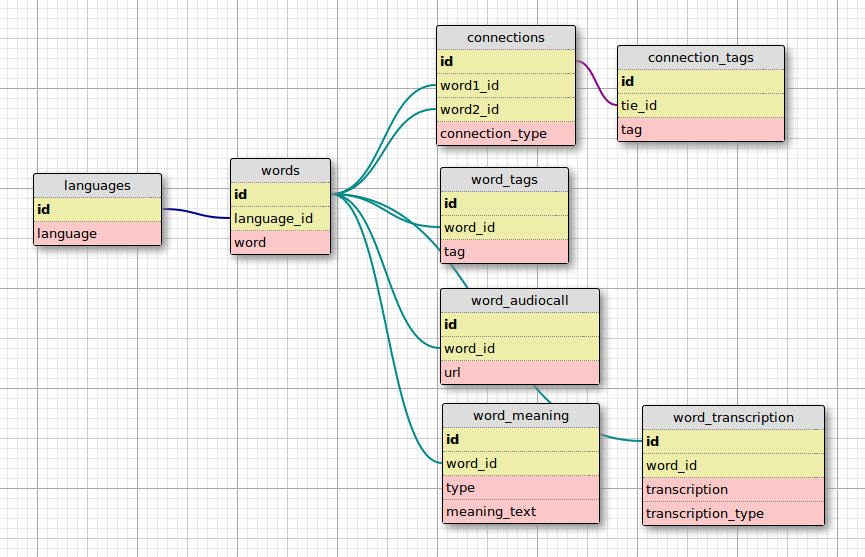 connections
id
word1_id
word2_id
connection_type
connection_tags
id
tie_id
tag
languages
id
language
words
id
language_id
word
word_tags
id
word_id
tag
word_audiocall
id
word_id
url
word_meaning
id
word_id
type
meaning_text
word_transcription
id
word_id
transcription
transcription_type